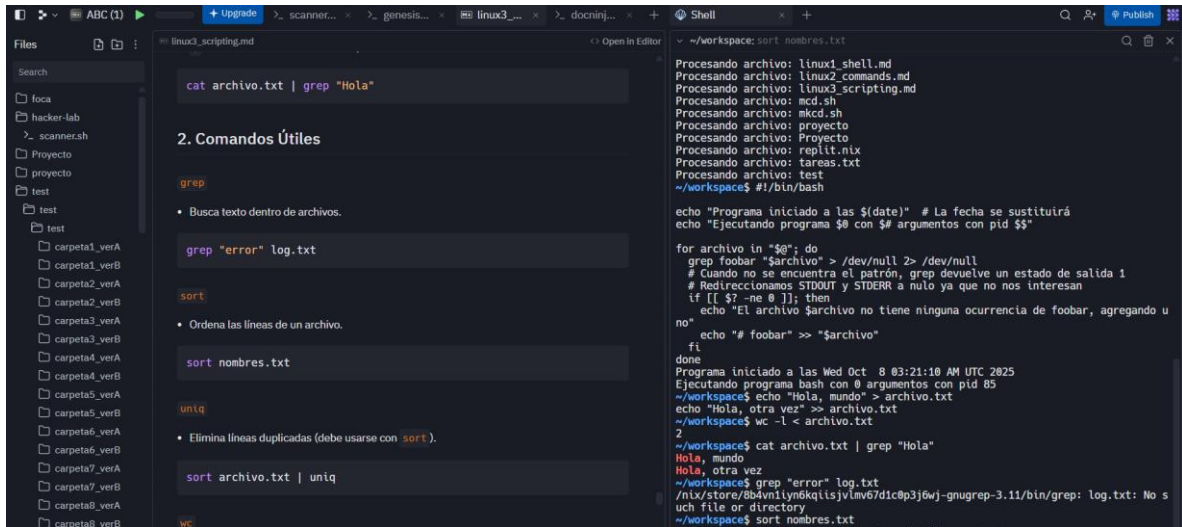 ABC (1)
Upgrade
>_ scanner...
>_ genesis...
linux3_...
>_ docninj...
Shell
Publish
Files
Search
foca
hacker-lab
>_ scanner.sh
Proyecto
proyecto
test
test
test
carpeta1_verA
carpeta1_verB
carpeta2_verA
carpeta2_verB
carpeta3_verA
carpeta3_verB
carpeta4_verA
carpeta4_verB
carpeta5_verA
carpeta5_verB
carpeta6_verA
carpeta6_verB
carpeta7_verA
carpeta7_verB
carpeta8_verA
carpeta8_verB
linux3_scripting.md
<> Open in Editor
cat archivo.txt | grep "Hola"
2. Comandos Útiles
grep
• Busca texto dentro de archivos.
grep "error" log.txt
sort
• Ordena las líneas de un archivo.
sort nombres.txt
uniq
• Elimina líneas duplicadas (debe usarse con sort ).
sort archivo.txt | uniq
wc
~/workspace: sort nombres.txt
Procesando archivo: linux1_shell.md
Procesando archivo: linux2_commands.md
Procesando archivo: linux3_scripting.md
Procesando archivo: mcd.sh
Procesando archivo: mkcd.sh
Procesando archivo: proyecto
Procesando archivo: Proyecto
Procesando archivo: replit.nix
Procesando archivo: tareas.txt
Procesando archivo: test
~/workspace$ #!/bin/bash
echo "Programa iniciado a las $(date)"  # La fecha se sustituirá
echo "Ejecutando programa $0 con $# argumentos con pid $$"
for archivo in "$@"; do
grep foobar "$archivo" > /dev/null 2> /dev/null
# Cuando no se encuentra el patrón, grep devuelve un estado de salida 1
# Redireccionamos STDOUT y STDERR a nulo ya que no nos interesan
if [[ $? -ne 0 ]]; then
echo "El archivo $archivo no tiene ninguna ocurrencia de foobar, agregando u
no"
echo "# foobar" >> "$archivo"
fi
done
Programa iniciado a las Wed Oct  8 03:21:10 AM UTC 2025
Ejecutando programa bash con 0 argumentos con pid 85
~/workspace$ echo "Hola, mundo" > archivo.txt
echo "Hola, otra vez" >> archivo.txt
~/workspace$ wc -l < archivo.txt
2
~/workspace$ cat archivo.txt | grep "Hola"
Hola, mundo
Hola, otra vez
~/workspace$ grep "error" log.txt
/nix/store/8b4vn1iyn6kqiisjvlmv67d1c0p3j6wj-gnugrep-3.11/bin/grep: log.txt: No s
uch file or directory
~/workspace$ sort nombres.txt